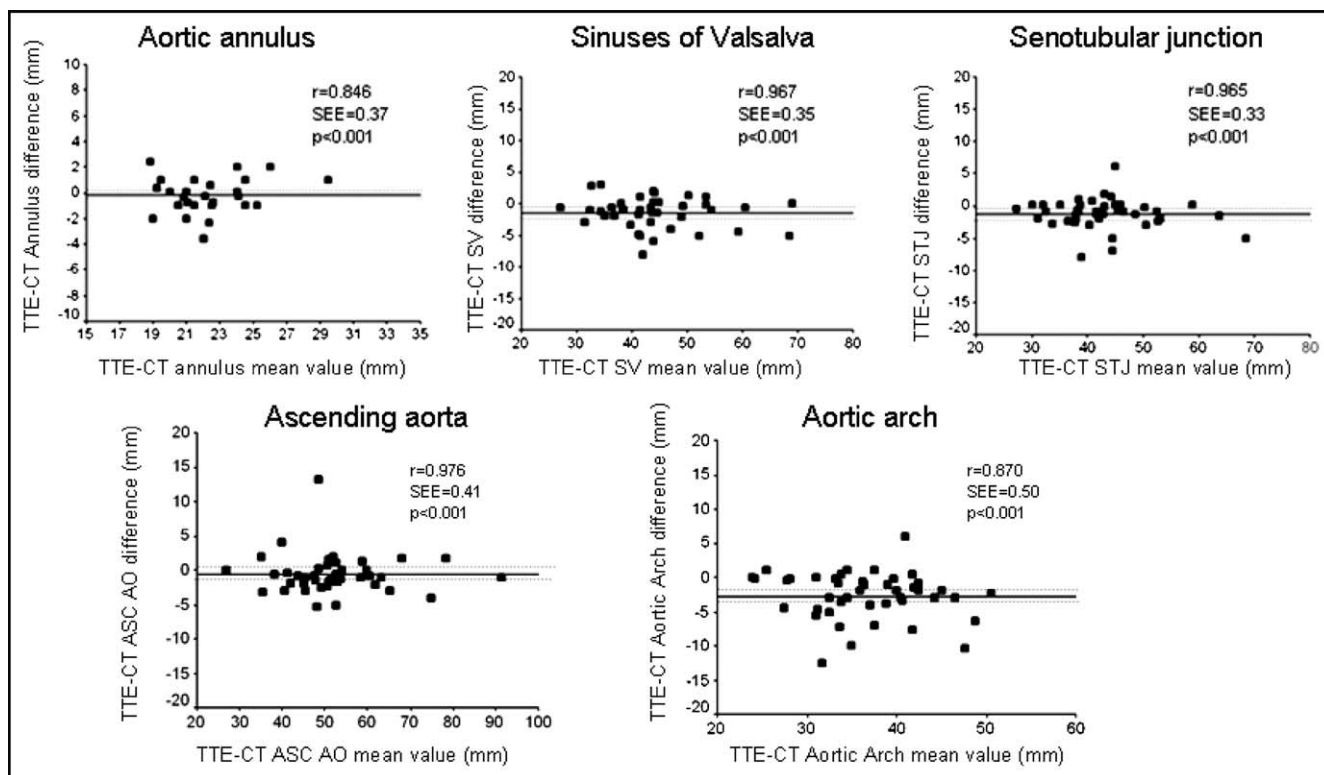 Aortic annulus
TTE-CT Annulus difference (mm)
10
8
6
4
2
0
-2
-4
-6
-8
-10
r=0.846
SEE=0.37
p<0.001
15 17 19 21 23 25 27 29 31 33 35
TTE-CT annulus mean value (mm)
Sinuses of Valsalva
TTE-CT SV difference (mm)
20
15
10
5
0
-5
-10
-15
-20
r=0.967
SEE=0.35
p<0.001
20 30 40 50 60 70 80
TTE-CT SV mean value (mm)
Senotubular junction
TTE-CT STJ difference (mm)
20
15
10
5
0
-5
-10
-15
-20
r=0.965
SEE=0.33
p<0.001
20 30 40 50 60 70 80
TTE-CT STJ mean value (mm)
Ascending aorta
TTE-CT ASC AO difference (mm)
20
15
10
5
0
-5
-10
-15
-20
r=0.976
SEE=0.41
p<0.001
20 30 40 50 60 70 80 90 100
TTE-CT ASC AO mean value (mm)
Aortic arch
TTE-CT Aortic Arch difference (mm)
20
15
10
5
0
-5
-10
-15
-20
r=0.870
SEE=0.50
p<0.001
20 30 40 50 60
TTE-CT Aortic Arch mean value (mm)